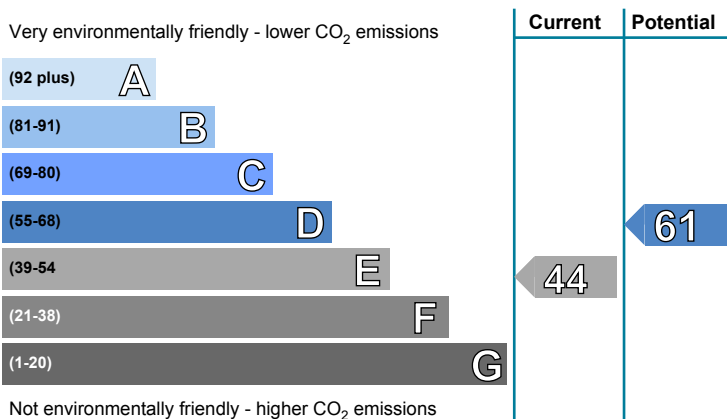 Current Potential
Very environmentally friendly - lower CO2 emissions
(92 plus) A
(81-91) B
(69-80) C
(55-68) D
61
(39-54 E
44
(21-38) F
(1-20) G
Not environmentally friendly - higher CO2 emissions